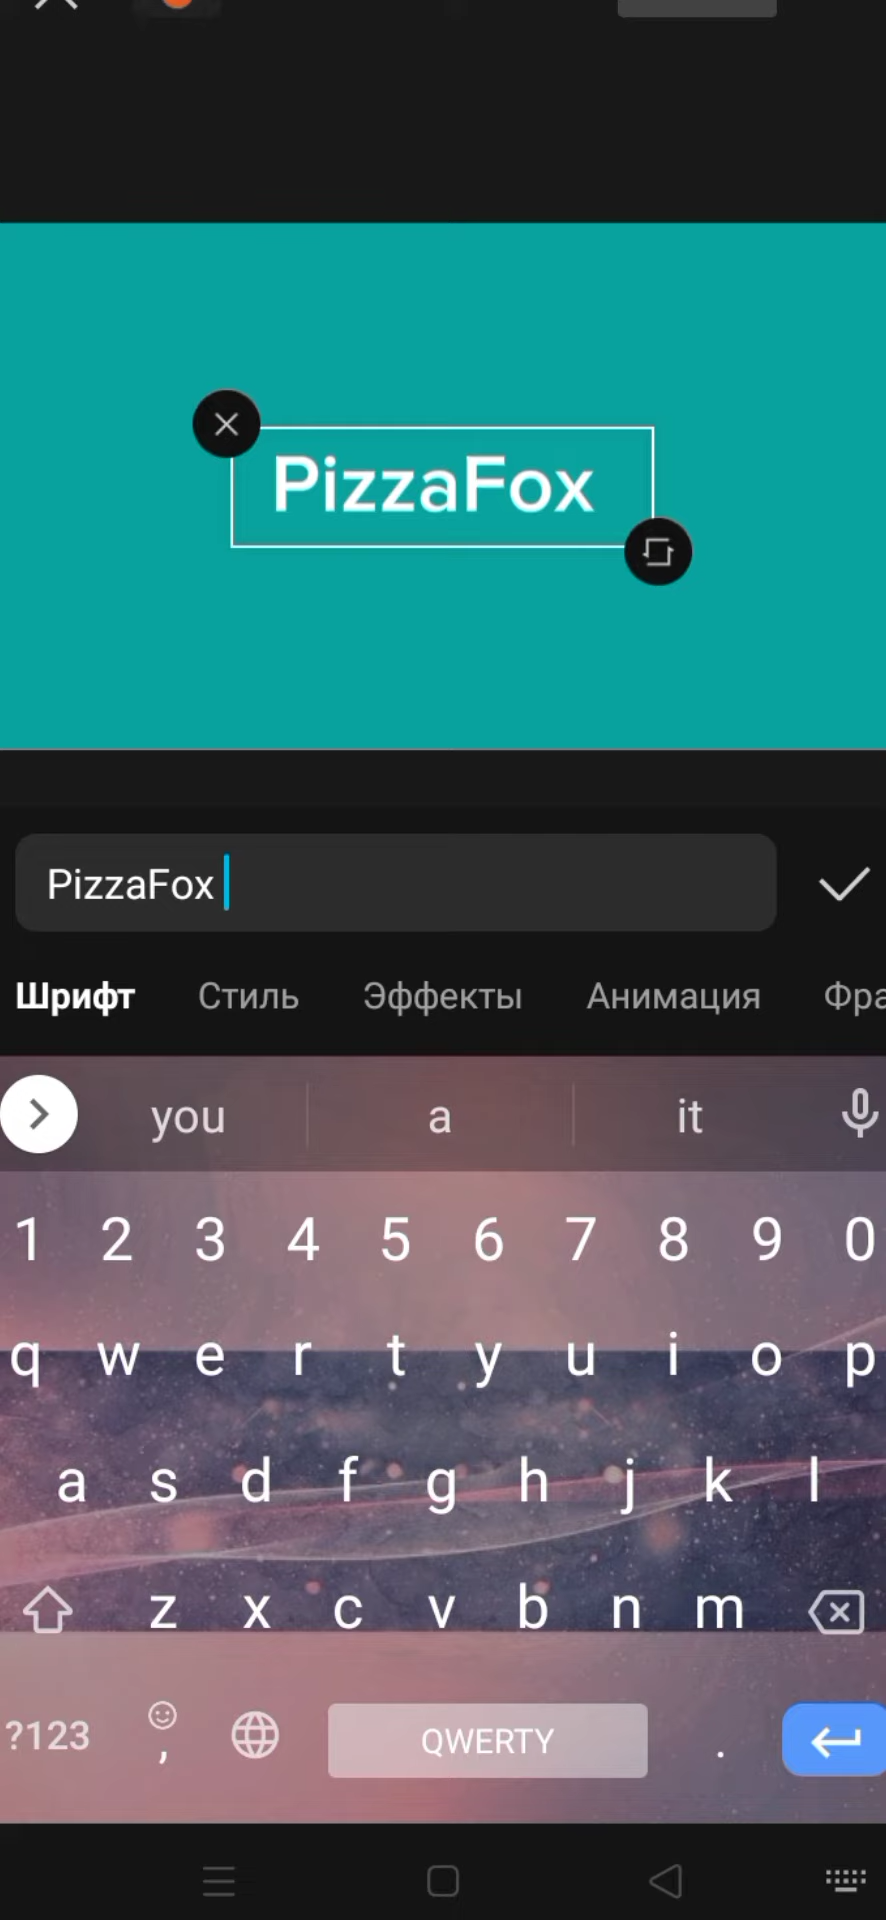 PizzaFox
PizzaFox
Шрифт Стиль Эффекты Анимация Фра
you a it
1 2 3 4 5 6 7 8 9 0
q w e r t y u i o p
a s d f g h j k l
z x c v b n m
?123 , QWERTY .